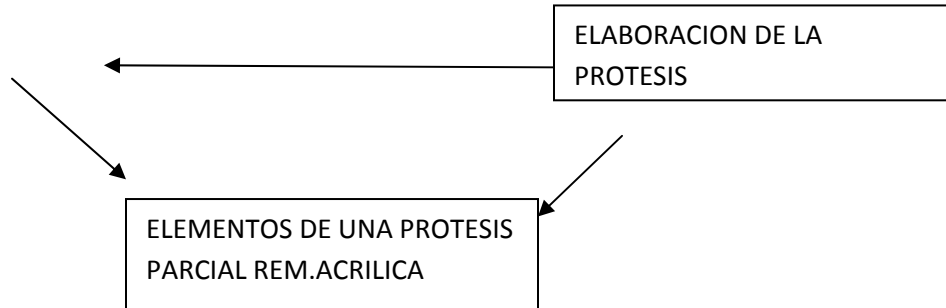 ELABORACION DE LA
PROTESIS
ELEMENTOS DE UNA PROTESIS
PARCIAL REM.ACRILICA